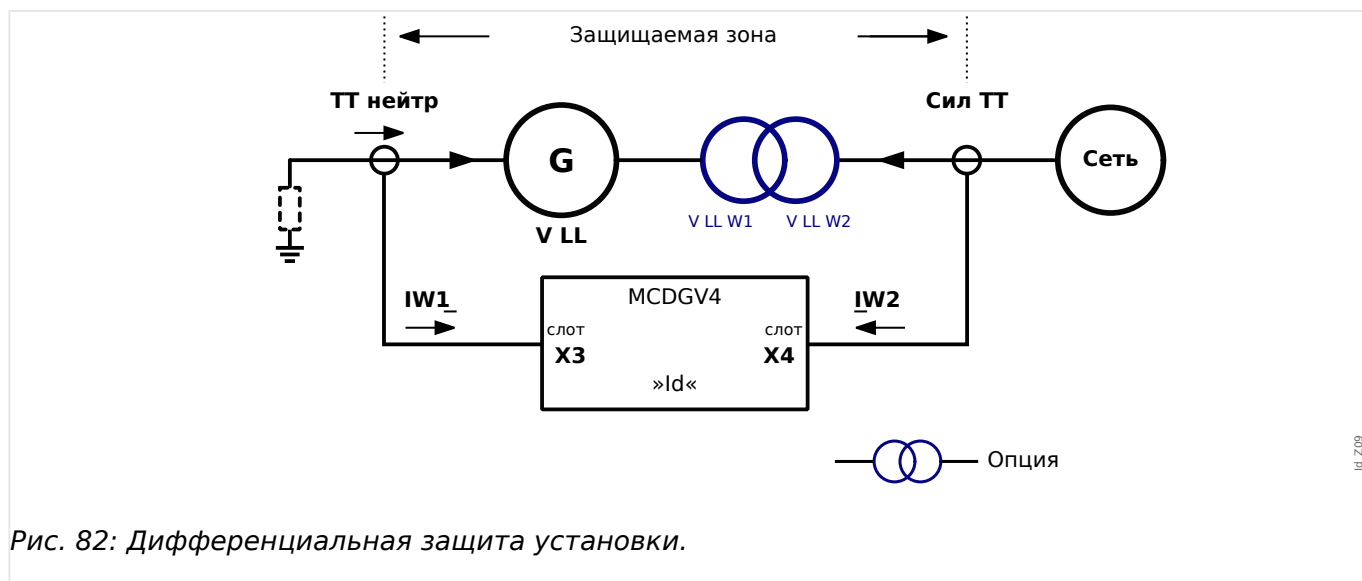 Защищаемая зона
ТТ нейтр
Сил ТТ
G
Сеть
V LL
V LL W1
V LL W2
IW1
IW2
MCDGV4
слот
слот
X3
X4
»Id«
Опция
Id Z09
Рис. 82: Дифференциальная защита установки.